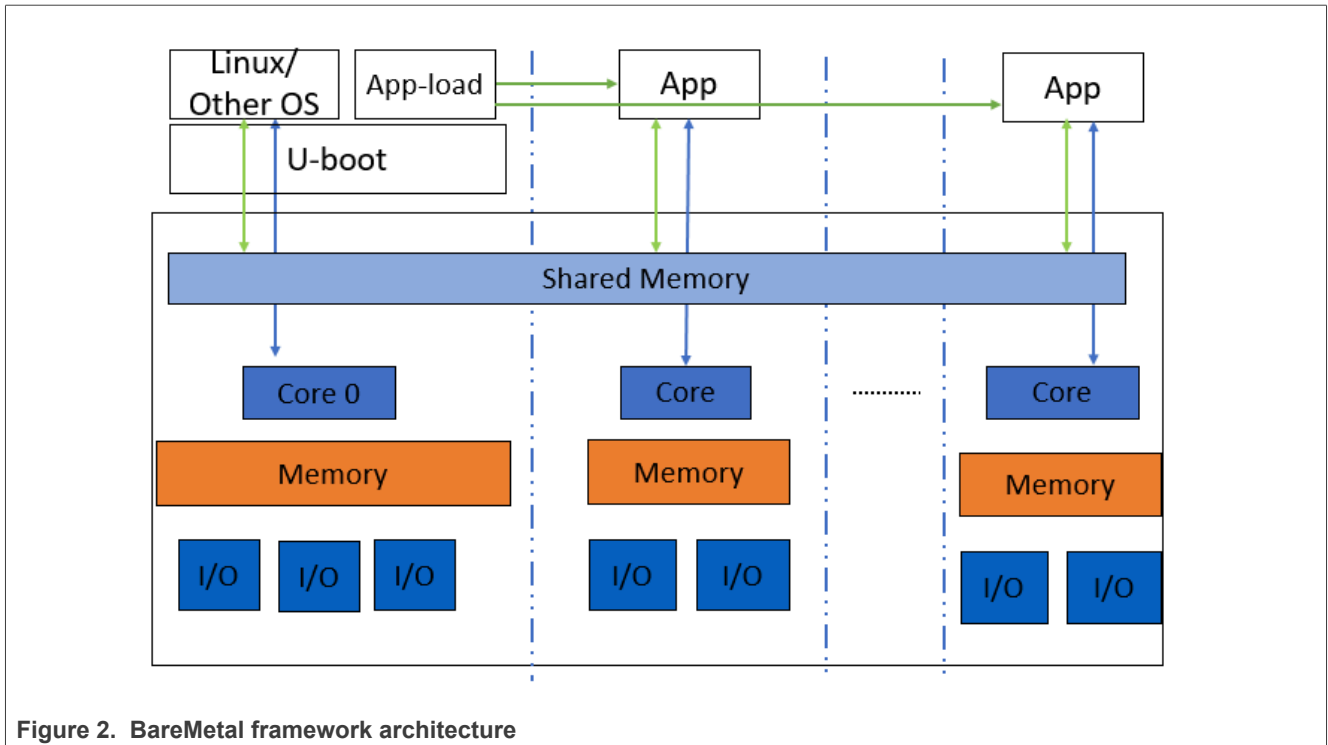 Linux/
Other OS
App-load
App
App
U-boot
Shared Memory
Core 0
Core
...........
Core
Memory
Memory
Memory
I/O
I/O
I/O
I/O
I/O
I/O
I/O
Figure 2. BareMetal framework architecture